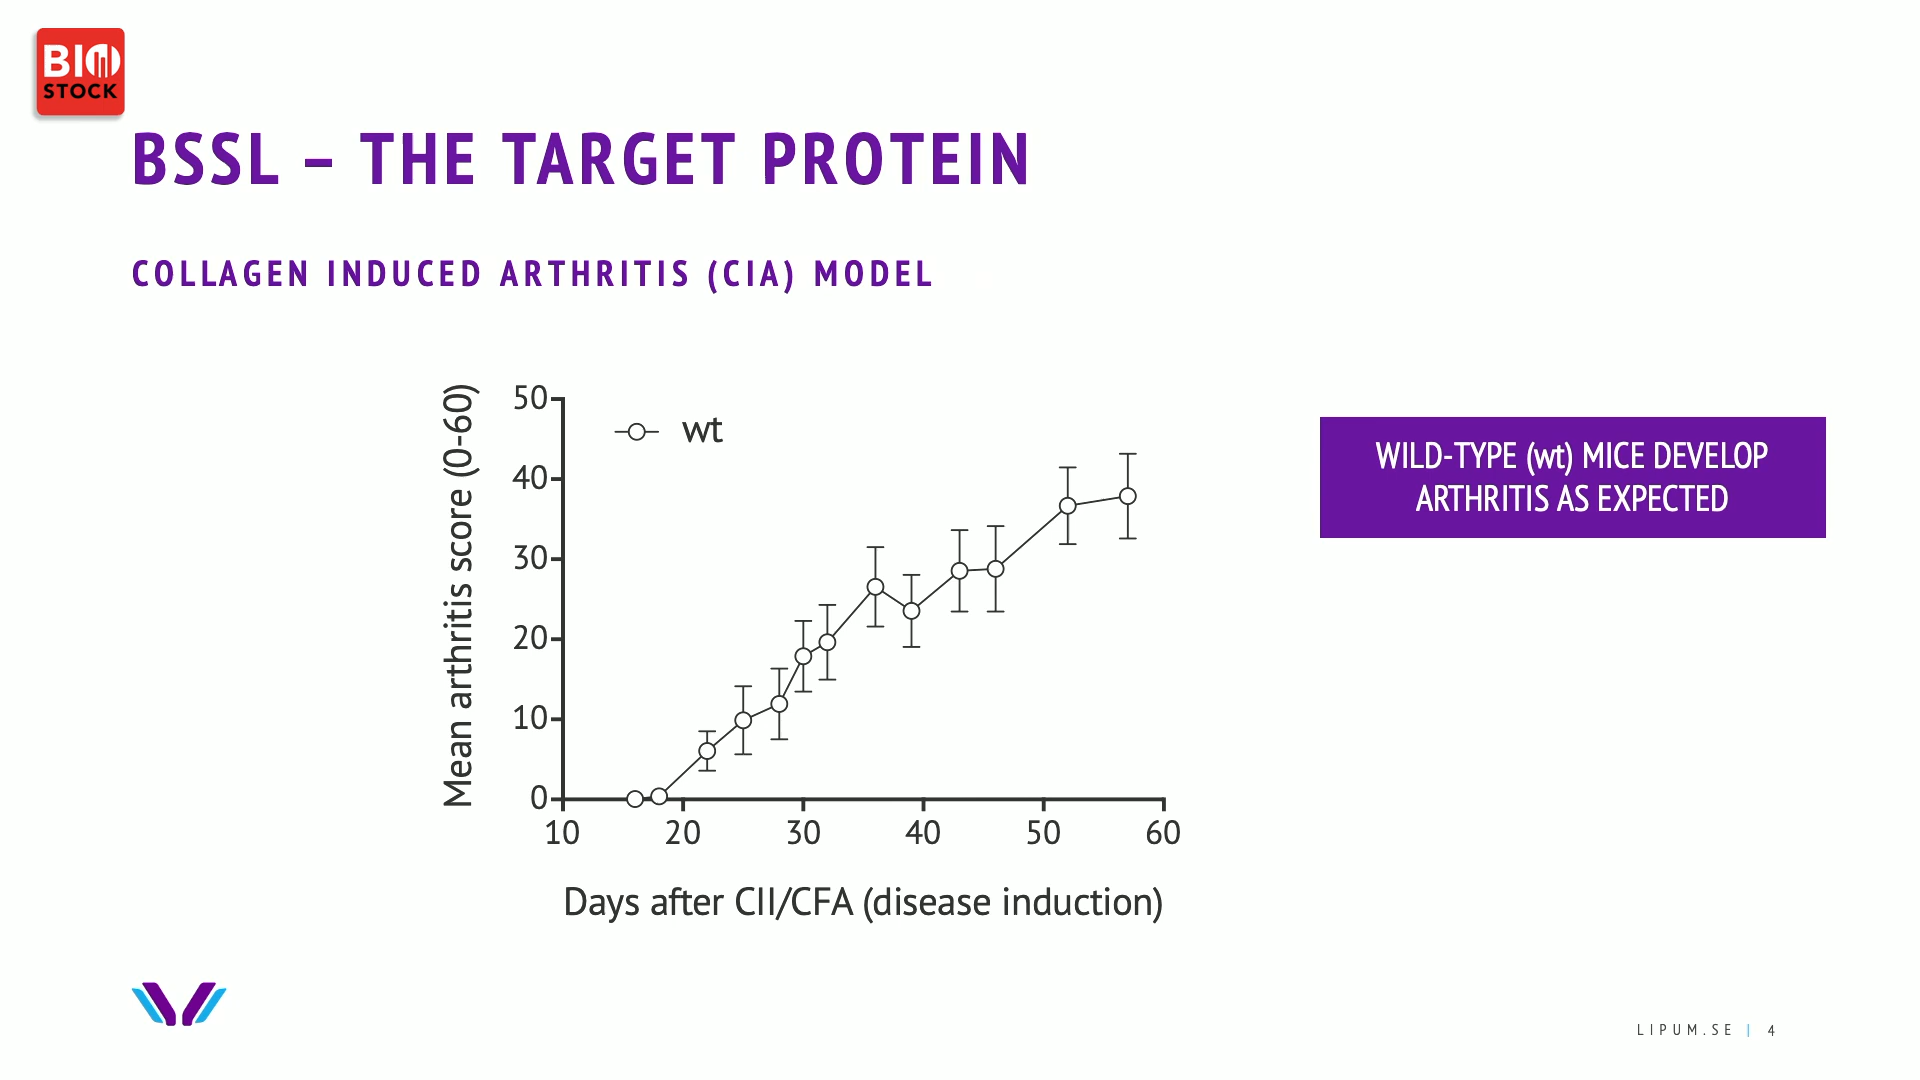 BIO
STOCK
BSSL – THE TARGET PROTEIN
COLLAGEN INDUCED ARTHRITIS (CIA) MODEL
Mean arthritis score (0-60)
50
40
30
20
10
0
wt
10 20 30 40 50 60
Days after CII/CFA (disease induction)
WILD-TYPE (wt) MICE DEVELOP
ARTHRITIS AS EXPECTED
LIPUM.SE | 4